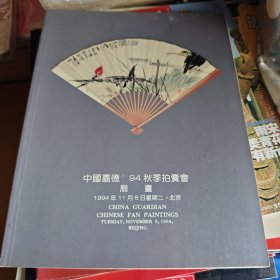 中國嘉德'94秋季拍賣會
扇畫
1994年11月8日星期二·北京
CHINA GUARDIAN
CHINESE FAN PAINTINGS
TUESDAY, NOVEMBER 8, 1994,
BEIJING